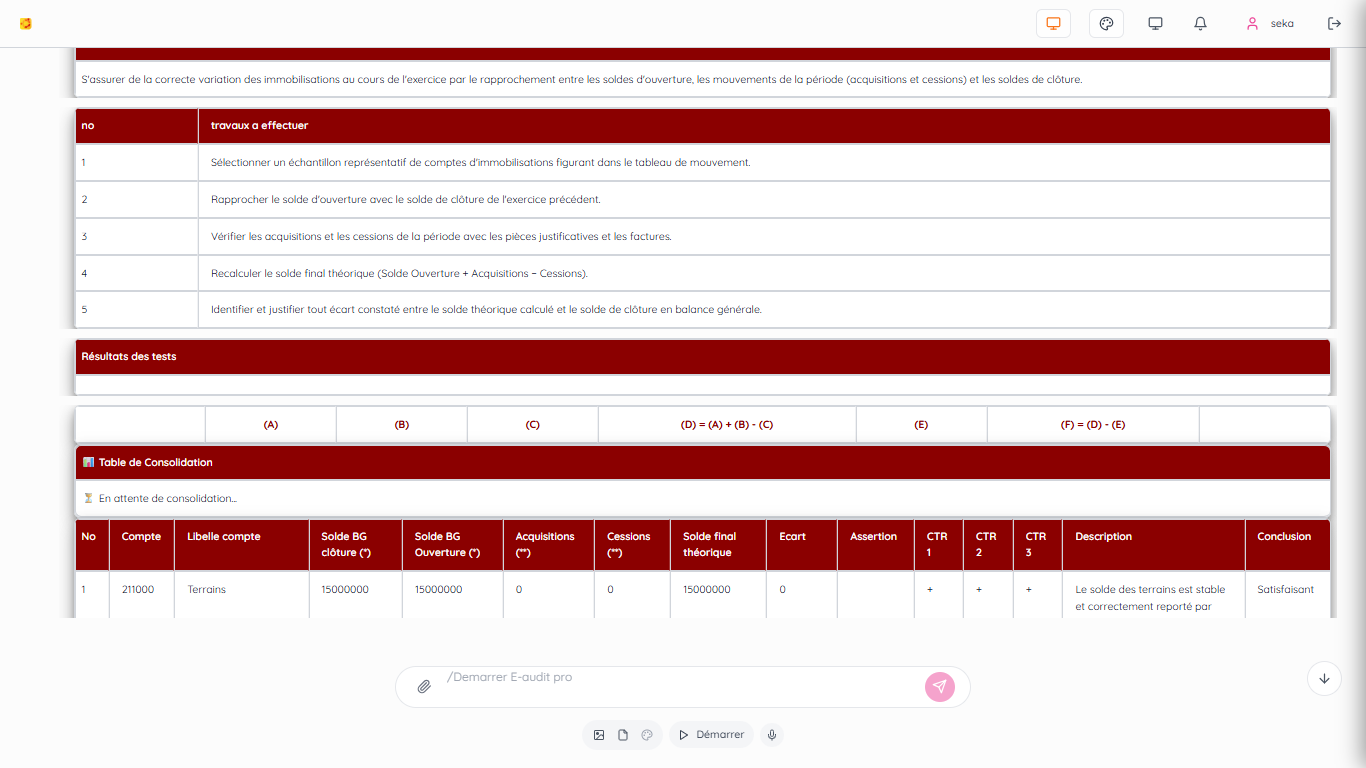 seka
S'assurer de la correcte variation des immobilisations au cours de l'exercice par le rapprochement entre les soldes d'ouverture, les mouvements de la période (acquisitions et cessions) et les soldes de clôture.
no travaux a effectuer
1 Sélectionner un échantillon représentatif de comptes d'immobilisations figurant dans le tableau de mouvement.
2 Rapprocher le solde d'ouverture avec le solde de clôture de l'exercice précédent.
3 Vérifier les acquisitions et les cessions de la période avec les pièces justificatives et les factures.
4 Recalculer le solde final théorique (Solde Ouverture + Acquisitions − Cessions).
5 Identifier et justifier tout écart constaté entre le solde théorique calculé et le solde de clôture en balance générale.
Résultats des tests
(A) (B) (C) (D) = (A) + (B) - (C) (E) (F) = (D) - (E)
Table de Consolidation
En attente de consolidation...
No Compte Libelle compte Solde BG clôture (*) Solde BG Ouverture (*) Acquisitions (**) Cessions (**) Solde final théorique Ecart Assertion CTR 1 CTR 2 CTR 3 Description Conclusion
1 211000 Terrains 15000000 15000000 0 0 15000000 0 + + + Le solde des terrains est stable et correctement reporté par Satisfaisant
/Demarrer E-audit pro
Démarrer